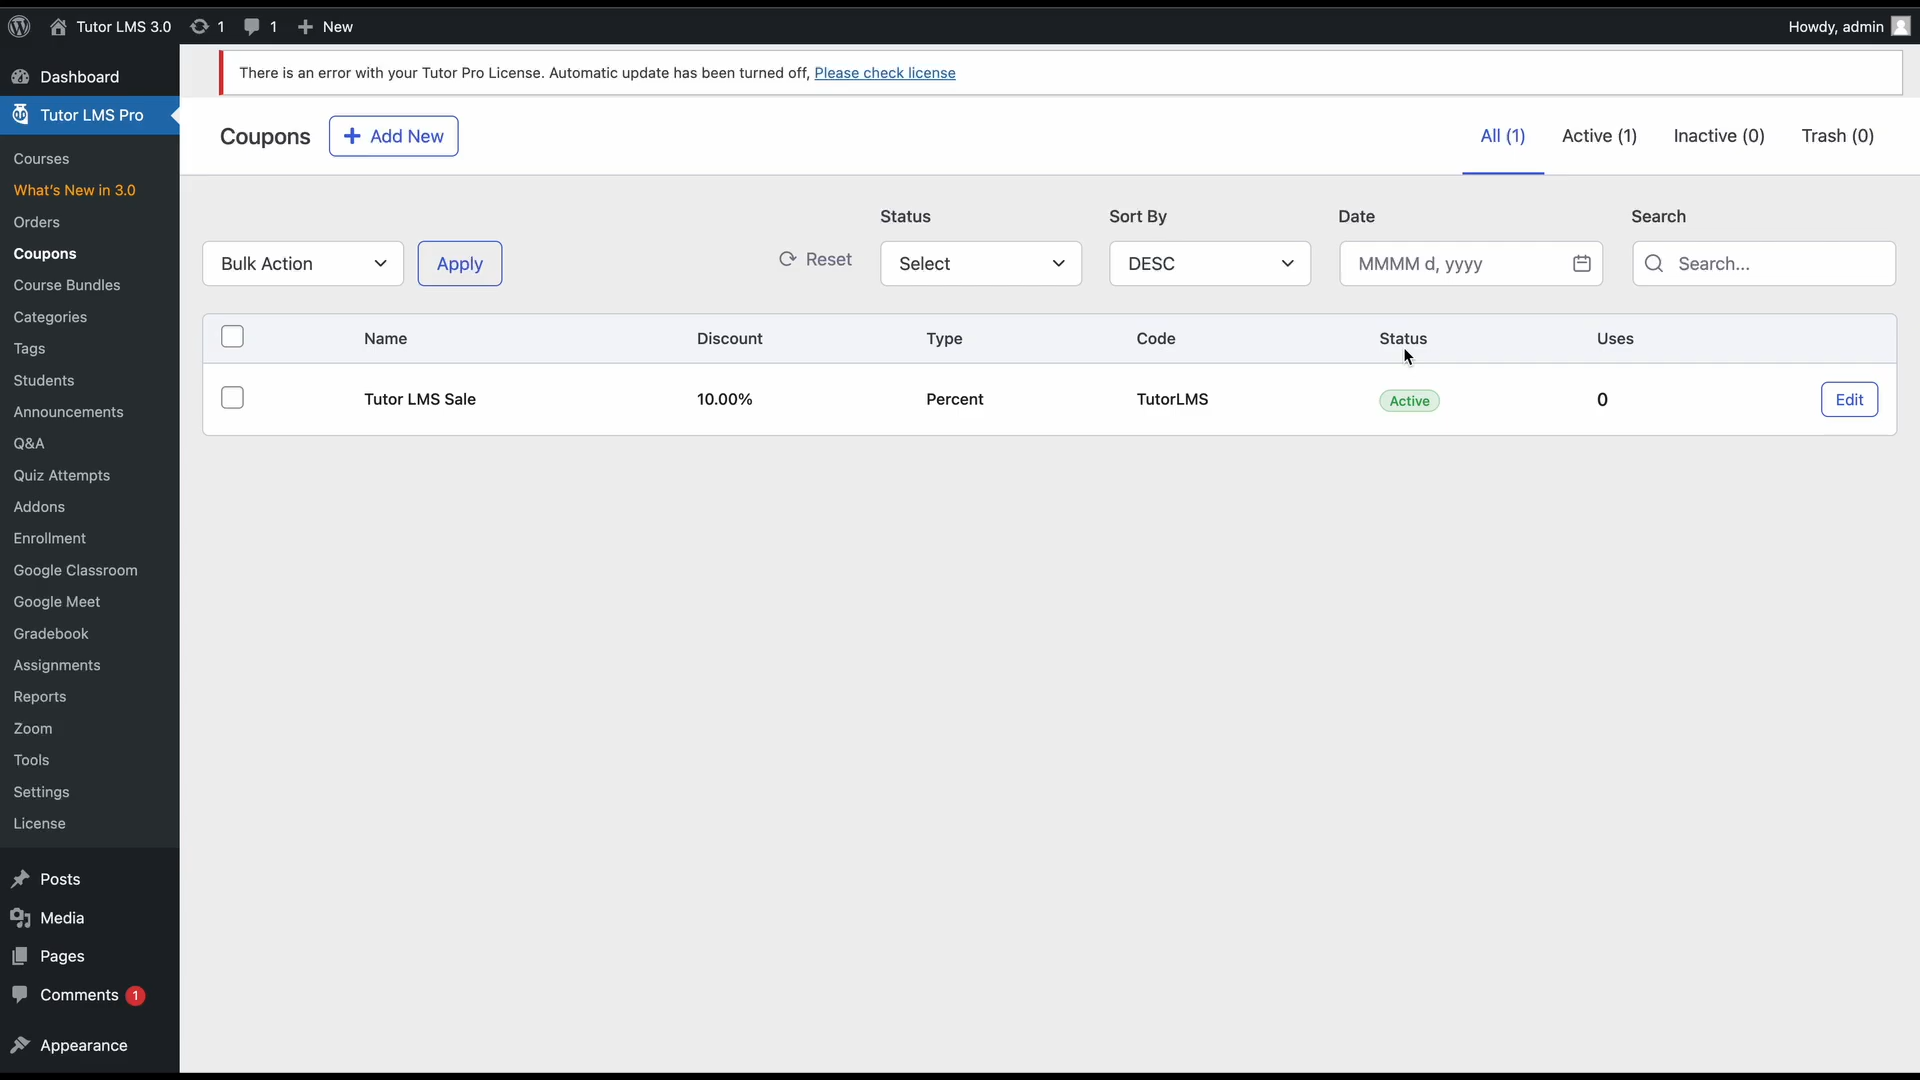 Tutor LMS 3.0 1 1 New Howdy, admin
Dashboard
Tutor LMS Pro
Courses
What's New in 3.0
Orders
Coupons
Course Bundles
Categories
Tags
Students
Announcements
Q&A
Quiz Attempts
Addons
Enrollment
Google Classroom
Google Meet
Gradebook
Assignments
Reports
Zoom
Tools
Settings
License
Posts
Media
Pages
Comments 1
Appearance
There is an error with your Tutor Pro License. Automatic update has been turned off, Please check license
Coupons Add New All (1) Active (1) Inactive (0) Trash (0)
Status Sort By Date Search
Bulk Action Apply Reset Select DESC MMMM d, yyyy Search...
Name Discount Type Code Status Uses
Tutor LMS Sale 10.00% Percent TutorLMS Active 0 Edit